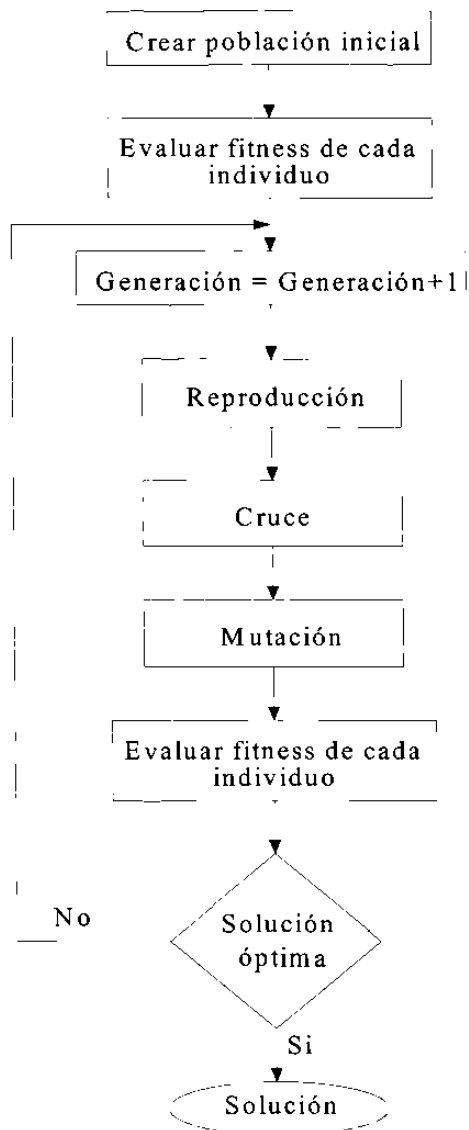 Crear población inicial
Evaluar fitness de cada
individuo
Generación = Generación+1
Reproducción
Cruce
Mutación
Evaluar fitness de cada
individuo
Solución
óptima
No
Si
Solución